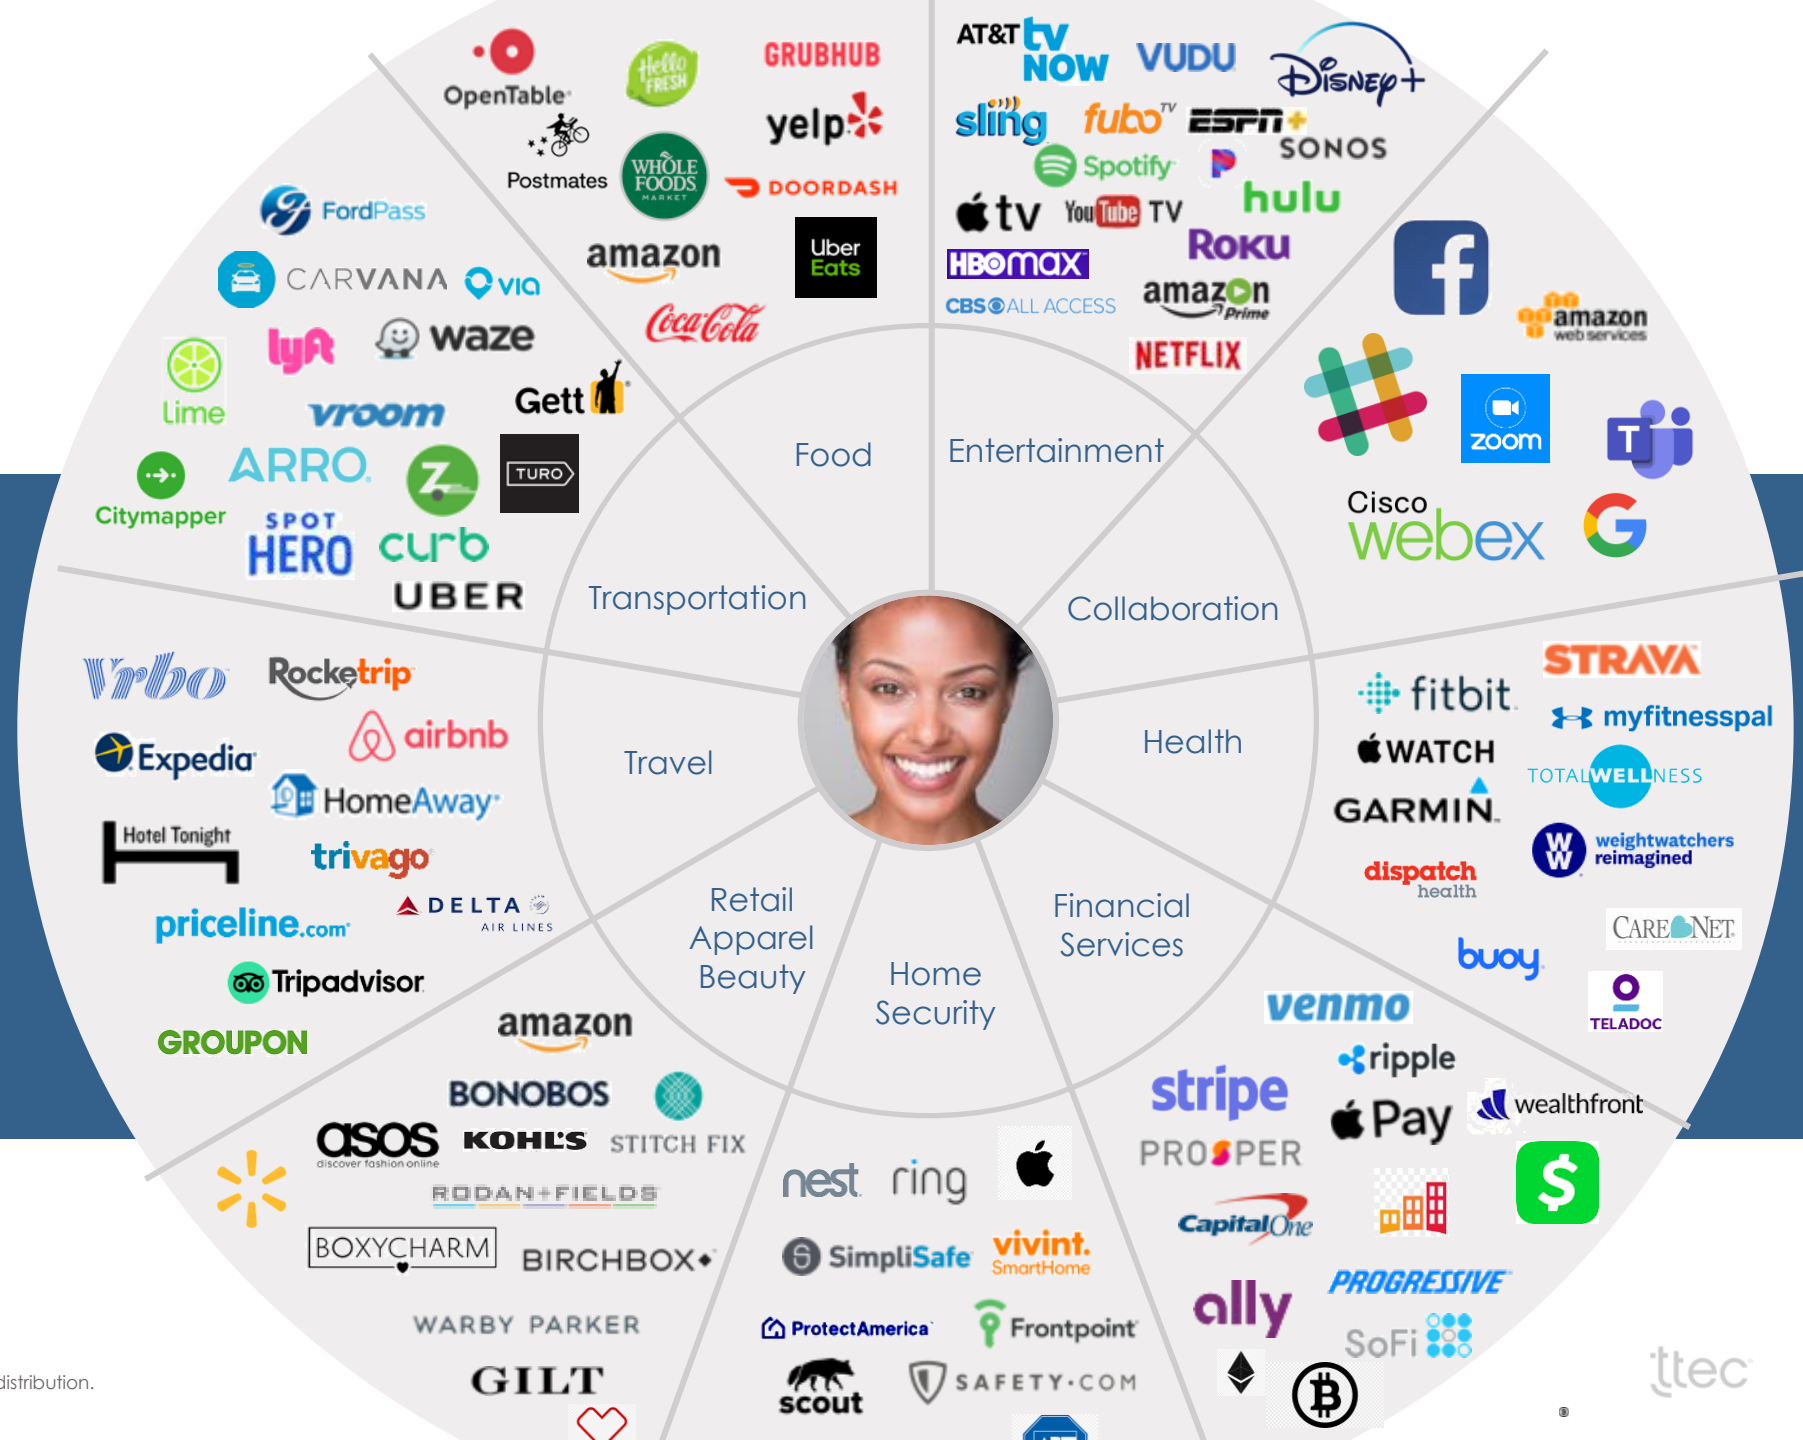 OpenTable
Hello
FRESH
GRUBHUB
Postmates
WHOLE
FOODS
MARKET
yelp
DOORDASH
amazon
Uber
Eats
Coca-Cola
Food
AT&T tv
NOW
VUDU
Disney+
sling
fubo TV
ESPN+
SONOS
Spotify
P
tv
YouTube TV
hulu
HBOmax
Roku
CBS ALL ACCESS
amazon
Prime
NETFLIX
Entertainment
f
amazon
web services
zoom
T
Cisco
webex
G
Collaboration
FordPass
CARVANA
via
lyft
waze
Lime
vroom
Gett
Citymapper
ARRO
Z
TURO
SPOT
HERO
curb
UBER
Transportation
STRAVA
fitbit
myfitnesspal
WATCH
TOTALWELLNESS
GARMIN
W
W
weightwatchers
reimagined
dispatch
health
CARENET
buoy
TELADOC
Health
Vrbo
Rocketrip
airbnb
Expedia
HomeAway
Hotel Tonight
trivago
priceline.com
DELTA
AIR LINES
Tripadvisor
GROUPON
Travel
Retail
Apparel
Beauty
amazon
BONOBOS
asos
discover fashion online
KOHL'S
STITCH FIX
RODAN+FIELDS
BOXYCHARM
BIRCHBOX
WARBY PARKER
GILT
Home
Security
nest
ring
SimpliSafe
vivint.
SmartHome
ProtectAmerica
Frontpoint
scout
SAFETY.COM
Financial
Services
venmo
ripple
stripe
Pay
wealthfront
PROSPER
$
Capital One
PROGRESSIVE
ally
SoFi
B
distribution.
ttec